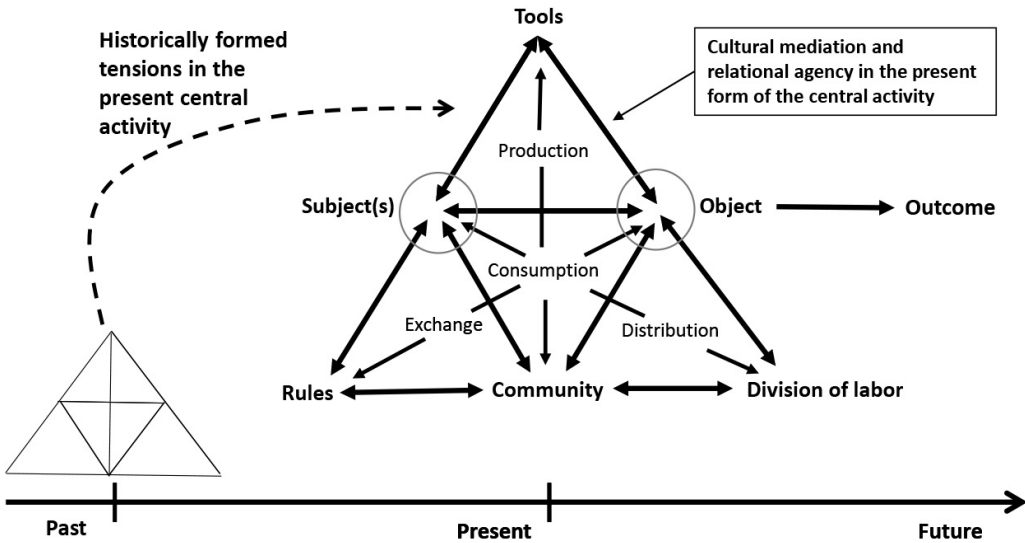 Tools
Historically formed
tensions in the
present central
activity
Cultural mediation and
relational agency in the present
form of the central activity
Production
Subject(s)
Object
Outcome
Consumption
Exchange
Distribution
Rules
Community
Division of labor
Past
Present
Future